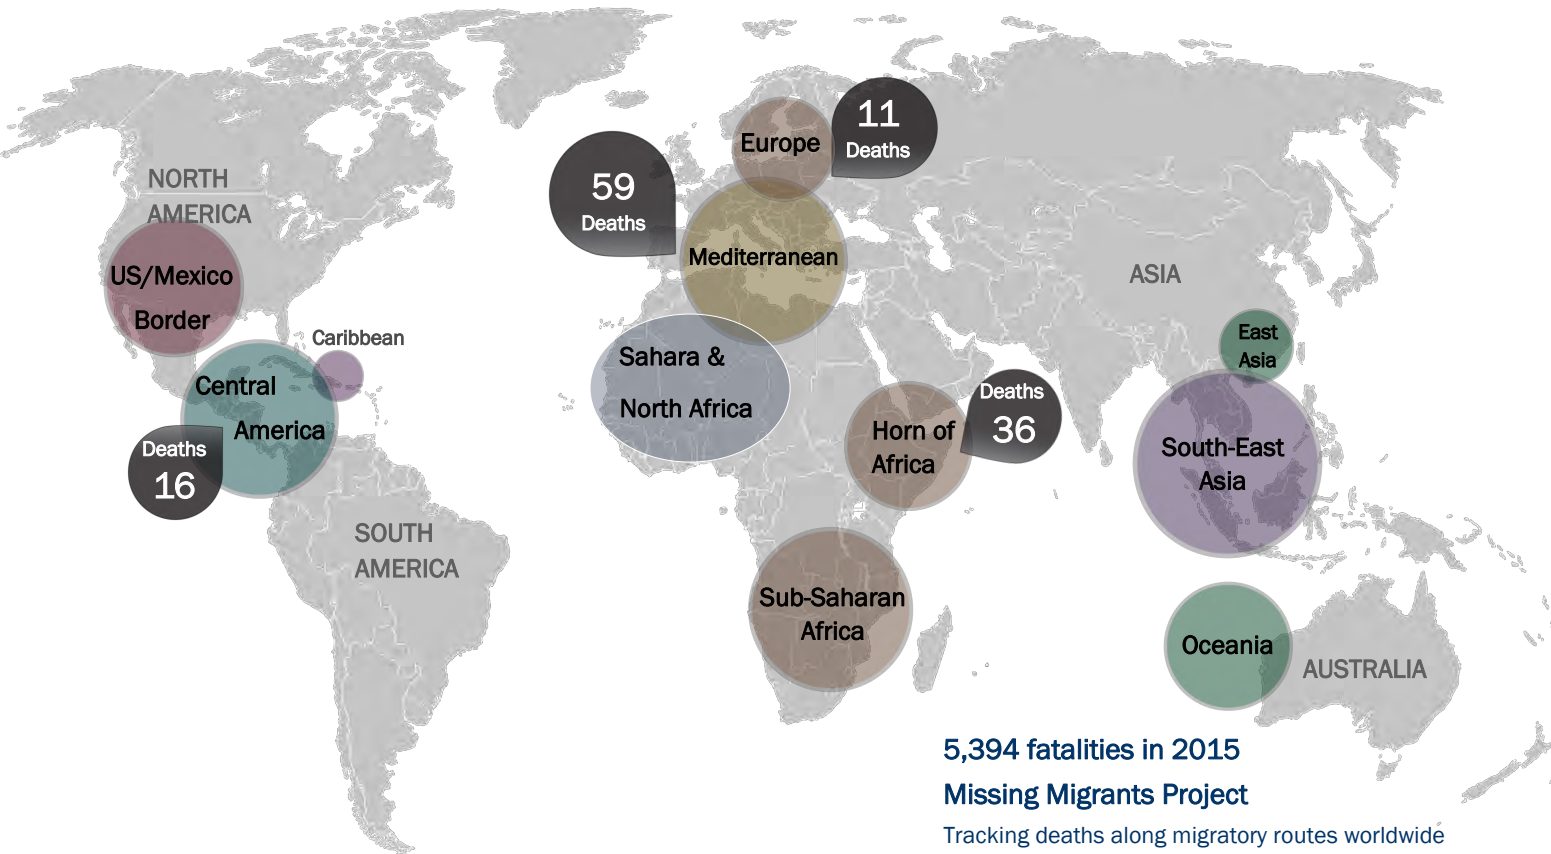 NORTH
AMERICA
US/Mexico
Border
Caribbean
Central
America
Deaths
16
SOUTH
AMERICA
59
Deaths
Europe
11
Deaths
Mediterranean
Sahara &
North Africa
Horn of
Africa
Deaths
36
Sub-Saharan
Africa
ASIA
East
Asia
South-East
Asia
Oceania
AUSTRALIA
5,394 fatalities in 2015
Missing Migrants Project
Tracking deaths along migratory routes worldwide